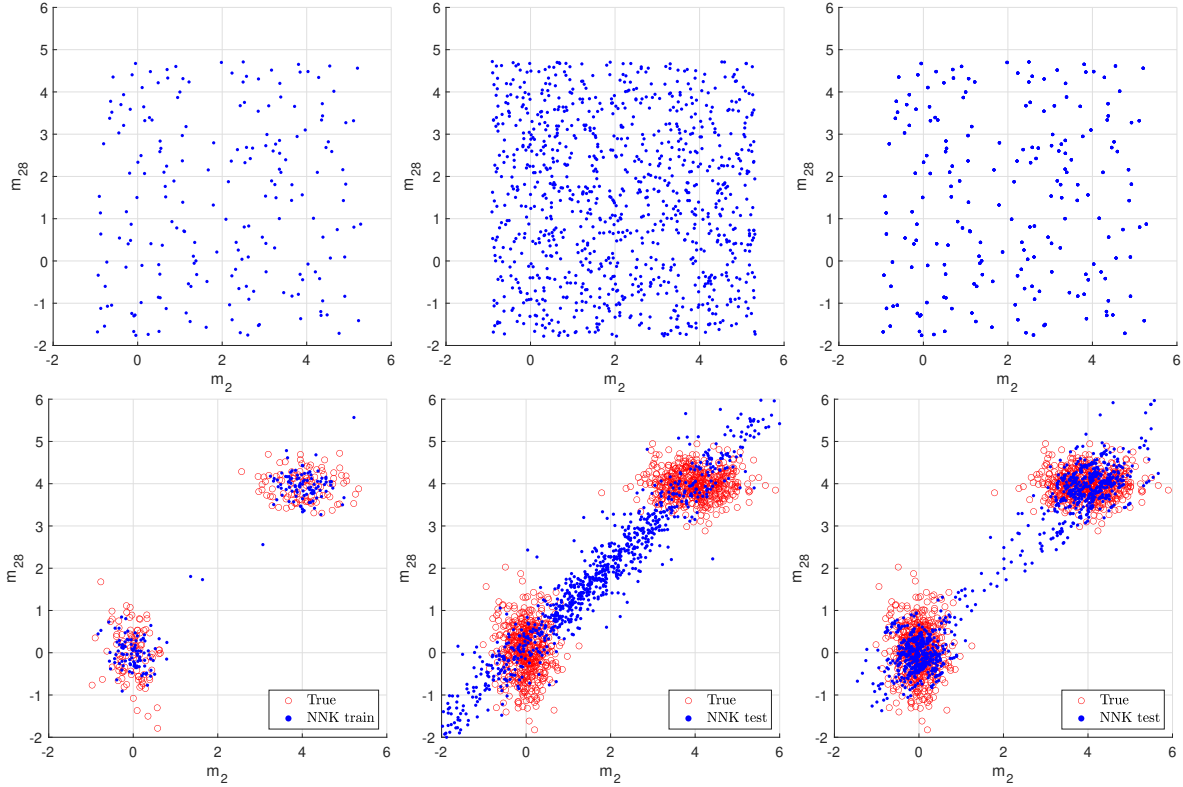 6 6 6
5 5 5
4 4 4
3 3 3
m28 m28 m28
2 2 2
1 1 1
0 0 0
-1 -1 -1
-2 -2 -2
-2 0 2 4 6 -2 0 2 4 6 -2 0 2 4 6
m2 m2 m2
6 6 6
5 5 5
4 4 4
3 3 3
m28 m28 m28
2 2 2
1 1 1
0 0 0
-1 True -1 True -1 True
NNK train NNK test NNK test
-2 -2 -2
-2 0 2 4 6 -2 0 2 4 6 -2 0 2 4 6
m2 m2 m2